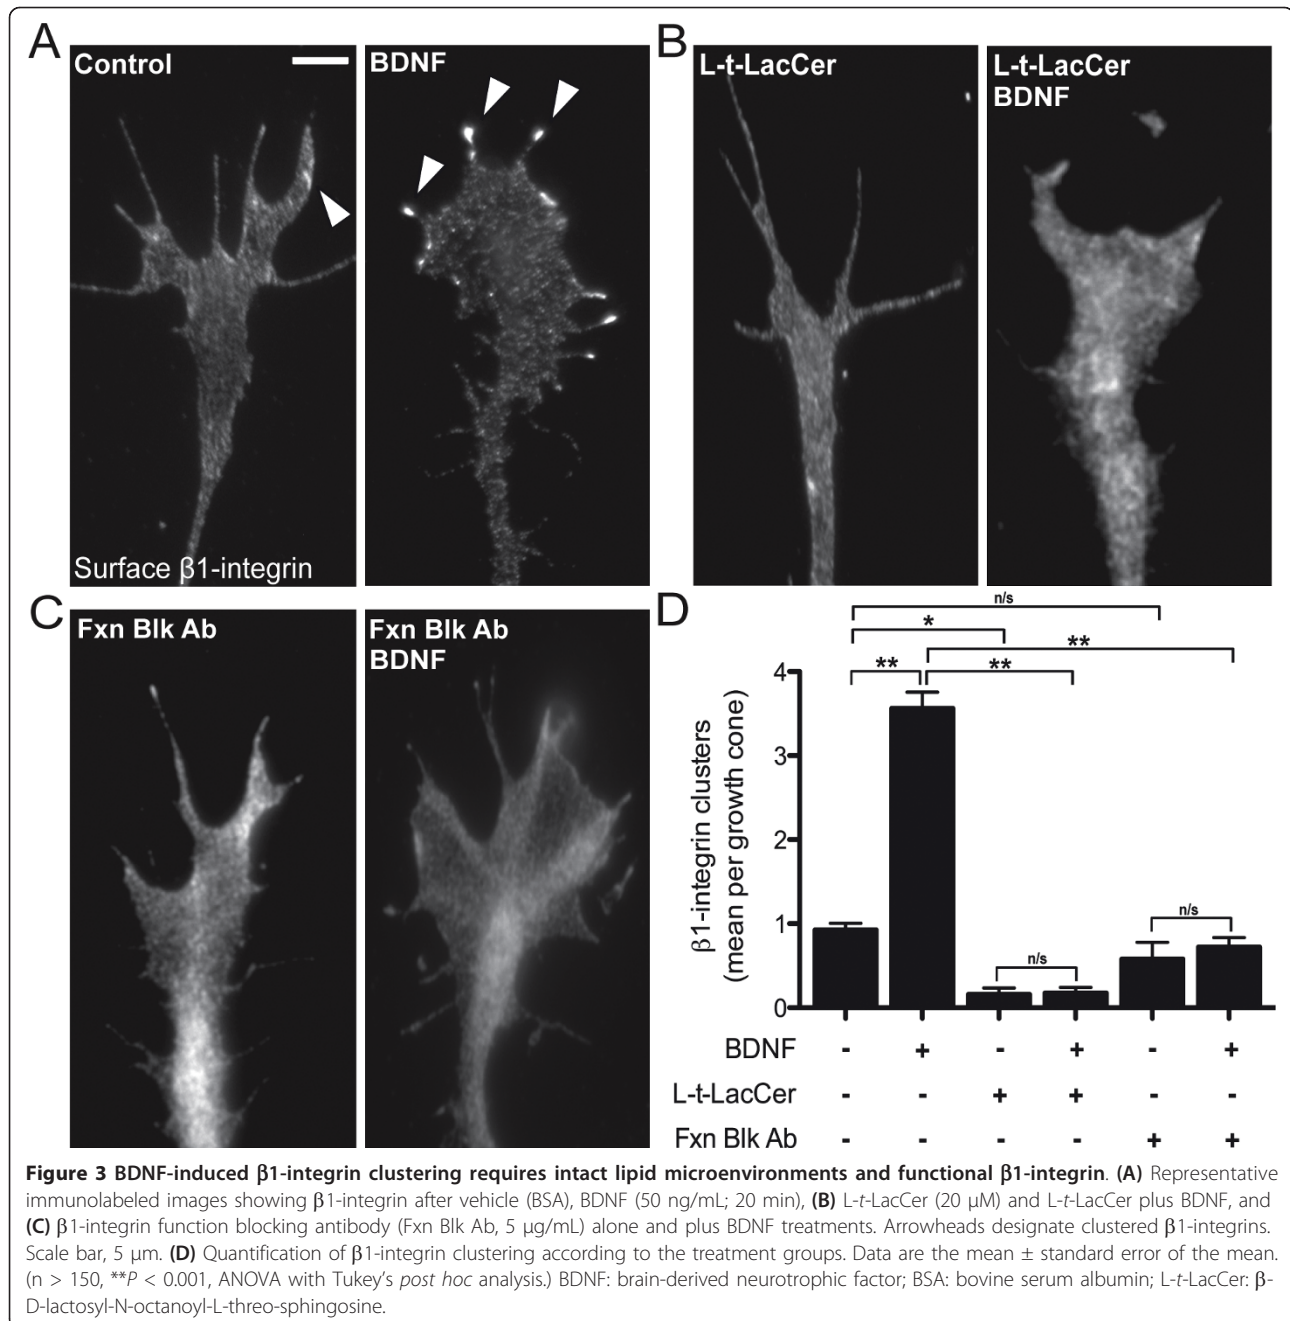 A
Control
BDNF
Surface β1-integrin
B
L-t-LacCer
L-t-LacCer
BDNF
C
Fxn Blk Ab
Fxn Blk Ab
BDNF
D
n/s
*
**
**
**
n/s
n/s
β1-integrin clusters
(mean per growth cone)
4
3
2
1
0
BDNF - + - + - +
L-t-LacCer - - + + - -
Fxn Blk Ab - - - - + +
Figure 3 BDNF-induced β1-integrin clustering requires intact lipid microenvironments and functional β1-integrin. (A) Representative
immunolabeled images showing β1-integrin after vehicle (BSA), BDNF (50 ng/mL; 20 min), (B) L-t-LacCer (20 μM) and L-t-LacCer plus BDNF, and
(C) β1-integrin function blocking antibody (Fxn Blk Ab, 5 μg/mL) alone and plus BDNF treatments. Arrowheads designate clustered β1-integrins.
Scale bar, 5 μm. (D) Quantification of β1-integrin clustering according to the treatment groups. Data are the mean ± standard error of the mean.
(n > 150, **P < 0.001, ANOVA with Tukey's post hoc analysis.) BDNF: brain-derived neurotrophic factor; BSA: bovine serum albumin; L-t-LacCer: β-
D-lactosyl-N-octanoyl-L-threo-sphingosine.